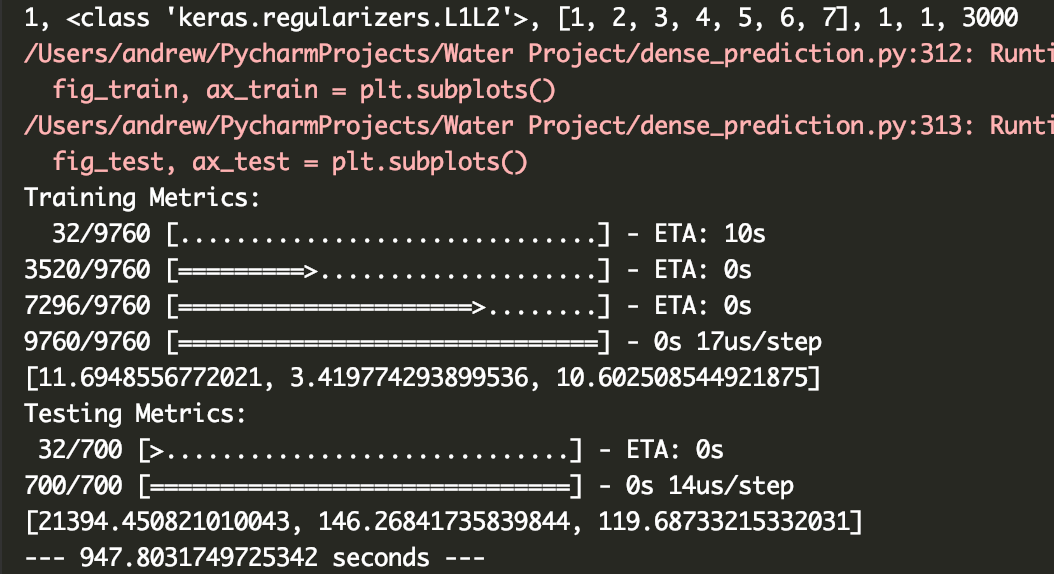 1, <class 'keras.regularizers.L1L2'>, [1, 2, 3, 4, 5, 6, 7], 1, 1, 3000
/Users/andrew/PycharmProjects/Water Project/dense_prediction.py:312: Runti
  fig_train, ax_train = plt.subplots()
/Users/andrew/PycharmProjects/Water Project/dense_prediction.py:313: Runti
  fig_test, ax_test = plt.subplots()
Training Metrics:
  32/9760 [..............................] - ETA: 10s
3520/9760 [=========>....................] - ETA: 0s
7296/9760 [=====================>........] - ETA: 0s
9760/9760 [==============================] - 0s 17us/step
[11.6948556772021, 3.419774293899536, 10.602508544921875]
Testing Metrics:
 32/700 [>.............................] - ETA: 0s
700/700 [==============================] - 0s 14us/step
[21394.450821010043, 146.26841735839844, 119.68733215332031]
--- 947.8031749725342 seconds ---